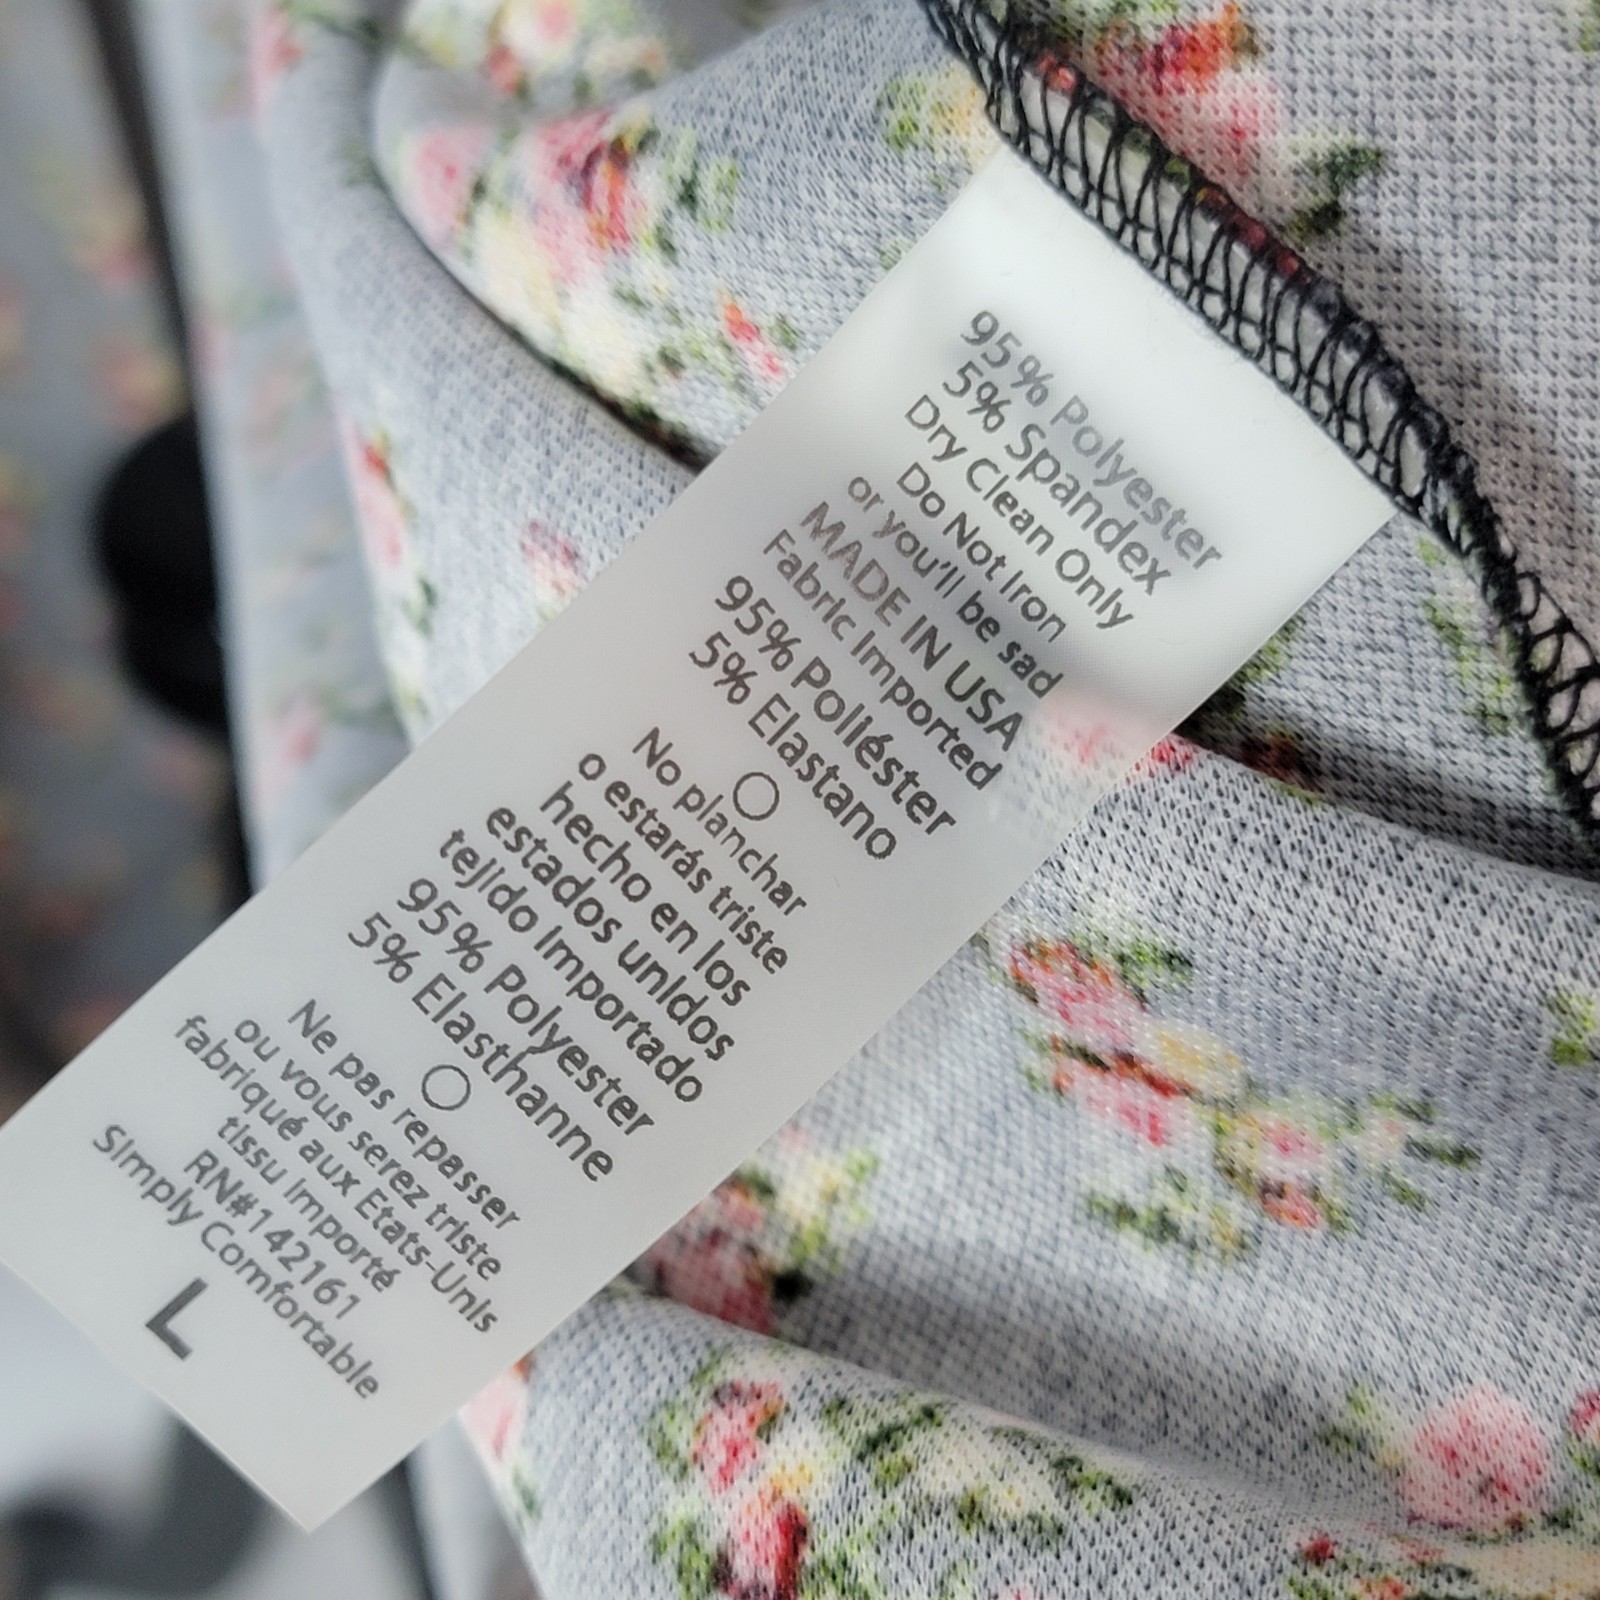 95% Polyester
5% Spandex
Dry Clean Only
Do Not Iron
or you'll be sad
MADE IN USA
Fabric Imported
95% Poliéster
5% Elastano
No planchar
o estarás triste
hecho en los
estados unidos
tejido Importado
95% Polyester
5% Elasthanne
Ne pas repasser
ou vous serez triste
fabriqué aux Etats-Unis
tissu Importé
RN#142161
Simply Comfortable
L